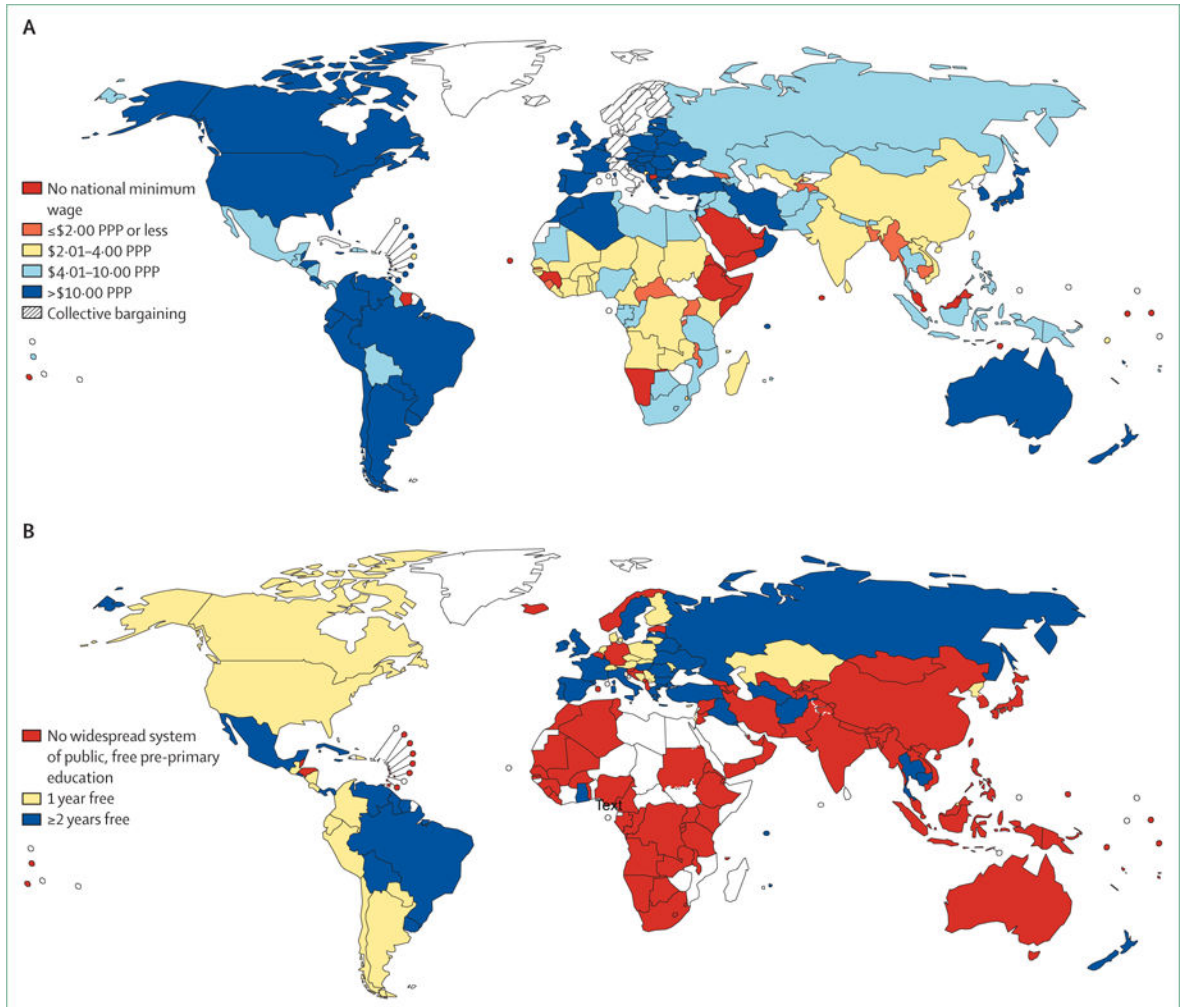 A
No national minimum
wage
≤$2·00 PPP or less
$2·01–4·00 PPP
$4·01–10·00 PPP
>$10·00 PPP
Collective bargaining
B
No widespread system
of public, free pre-primary
education
1 year free
≥2 years free
Text